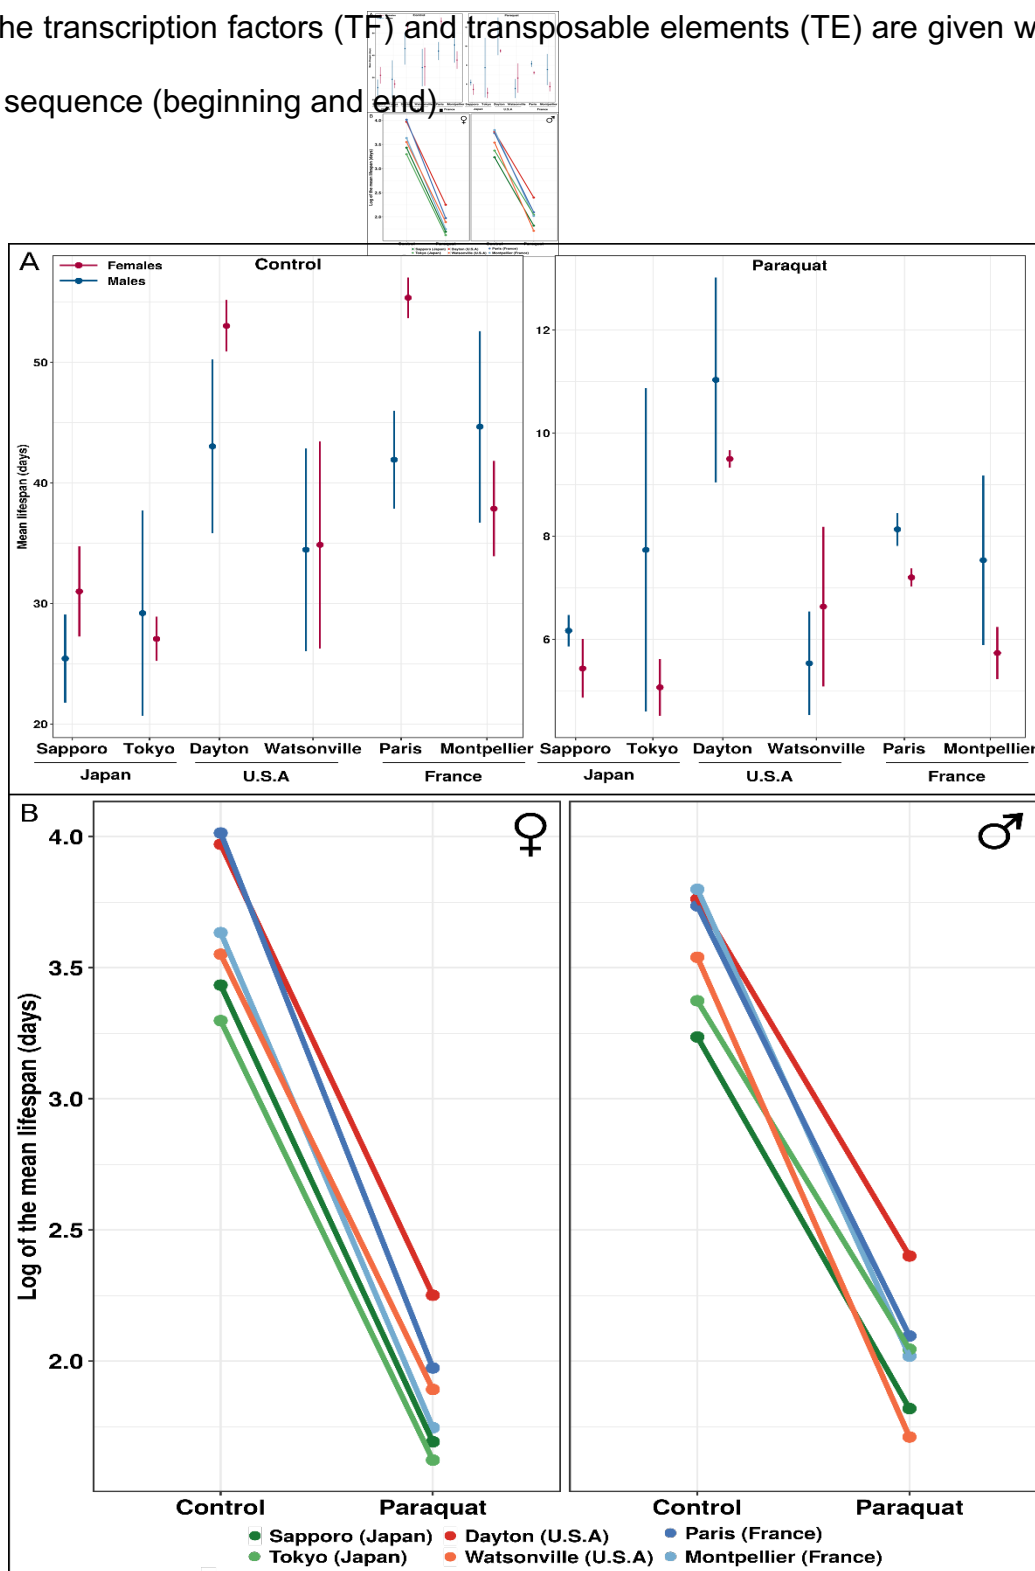 he transcription factors (TF) and transposable elements (TE) are given w
sequence (beginning and end).
A
Females
Males
Control
Paraquat
Mean lifespan (days)
50
40
30
20
12
10
8
6
Sapporo Tokyo Dayton Watsonville Paris Montpellier
Japan U.S.A France
Sapporo Tokyo Dayton Watsonville Paris Montpellier
Japan U.S.A France
B
♀
♂
Log of the mean lifespan (days)
4.0
3.5
3.0
2.5
2.0
Control Paraquat
Control Paraquat
Sapporo (Japan) Dayton (U.S.A) Paris (France)
Tokyo (Japan) Watsonville (U.S.A) Montpellier (France)